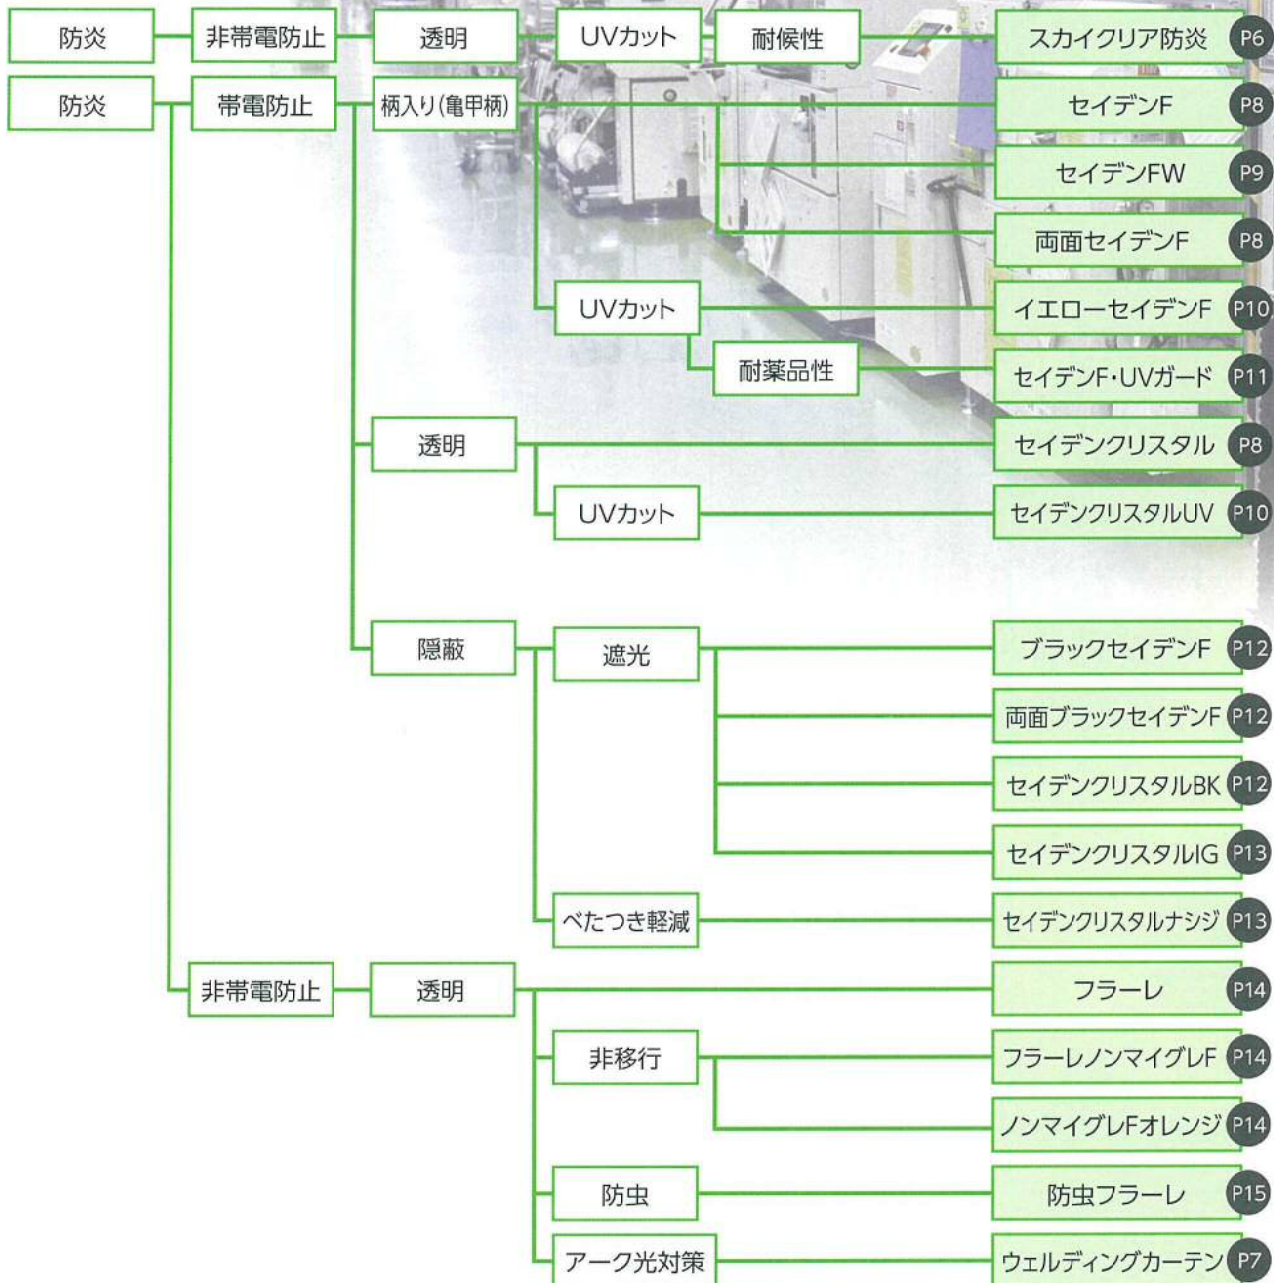 防炎 非帯電防止 透明 UVカット 耐候性 スカイクリア防炎 P6
防炎 帯電防止 柄入り(亀甲柄) セイデンF P8
セイデンFW P9
両面セイデンF P8
UVカット イエローセイデンF P10
耐薬品性 セイデンF・UVガード P11
透明 セイデンクリスタル P8
UVカット セイデンクリスタルUV P10
隠蔽 遮光 ブラックセイデンF P12
両面ブラックセイデンF P12
セイデンクリスタルBK P12
セイデンクリスタルIG P13
べたつき軽減 セイデンクリスタルナシジ P13
非帯電防止 透明 フラーレ P14
非移行 フラーレノンマイグレF P14
ノンマイグレFオレンジ P14
防虫 防虫フラーレ P15
アーク光対策 ウェルディングカーテン P7